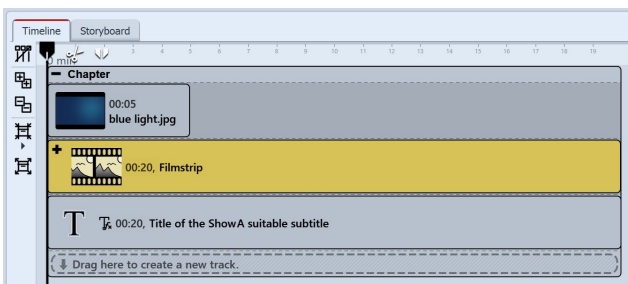 Timeline Storyboard
0 min 3 4 5 6 7 8 9 10 11 12 13 14 15 16 17 18 19
Chapter
00:05
blue light.jpg
00:20, Filmstrip
T Tx 00:20, Title of the ShowA suitable subtitle
Drag here to create a new track.